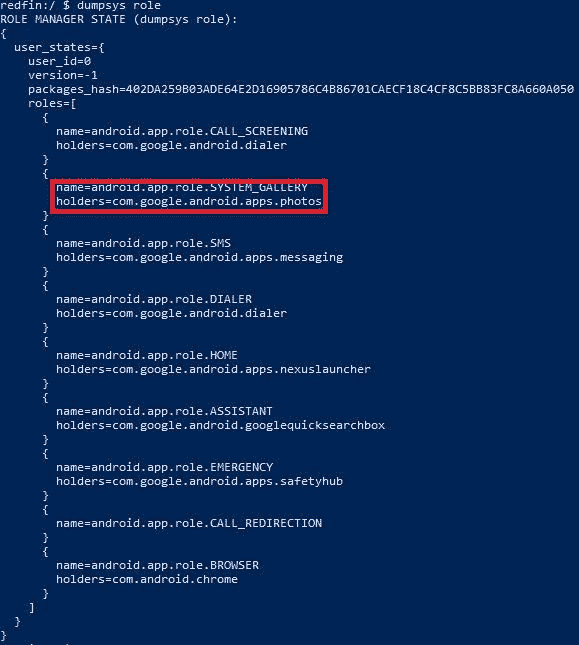 redfin:/ $ dumpsys role
ROLE MANAGER STATE (dumpsys role):
{
  user_states={
    user_id=0
    version=-1
    packages_hash=402DA259B03ADE64E2D16905786C4B86701CAECF18C4CF8C5BB83FC8A660A050
    roles=[
      {
        name=android.app.role.CALL_SCREENING
        holders=com.google.android.dialer
      }
      {
        name=android.app.role.SYSTEM_GALLERY
        holders=com.google.android.apps.photos
      }
      {
        name=android.app.role.SMS
        holders=com.google.android.apps.messaging
      }
      {
        name=android.app.role.DIALER
        holders=com.google.android.dialer
      }
      {
        name=android.app.role.HOME
        holders=com.google.android.apps.nexuslauncher
      }
      {
        name=android.app.role.ASSISTANT
        holders=com.google.android.googlequicksearchbox
      }
      {
        name=android.app.role.EMERGENCY
        holders=com.google.android.apps.safetyhub
      }
      {
        name=android.app.role.CALL_REDIRECTION
      }
      {
        name=android.app.role.BROWSER
        holders=com.android.chrome
      }
    ]
  }
}